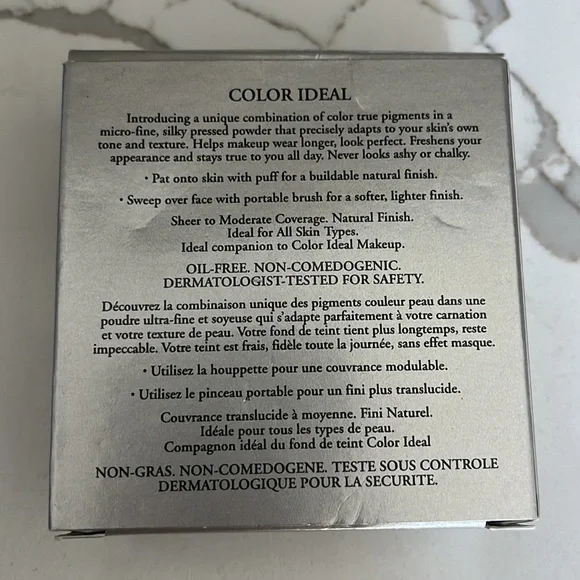 COLOR IDEAL
Introducing a unique combination of color true pigments in a
micro-fine, silky pressed powder that precisely adapts to your skin's own
tone and texture. Helps makeup wear longer, look perfect. Freshens your
appearance and stays true to you all day. Never looks ashy or chalky.
• Pat onto skin with puff for a buildable natural finish.
• Sweep over face with portable brush for a softer, lighter finish.
Sheer to Moderate Coverage. Natural Finish.
Ideal for All Skin Types.
Ideal companion to Color Ideal Makeup.
OIL-FREE. NON-COMEDOGENIC.
DERMATOLOGIST-TESTED FOR SAFETY.
Découvrez la combinaison unique des pigments couleur peau dans une
poudre ultra-fine et soyeuse qui s'adapte parfaitement à votre carnation
et votre texture de peau. Votre fond de teint tient plus longtemps, reste
impeccable. Votre teint est frais, fidèle toute la journée, sans effet masque.
• Utilisez la houppette pour une couvrance modulable.
• Utilisez le pinceau portable pour un fini plus translucide.
Couvrance translucide à moyenne. Fini Naturel.
Idéale pour tous les types de peau.
Compagnon idéal du fond de teint Color Ideal
NON-GRAS. NON-COMEDOGENE. TESTE SOUS CONTROLE
DERMATOLOGIQUE POUR LA SECURITE.